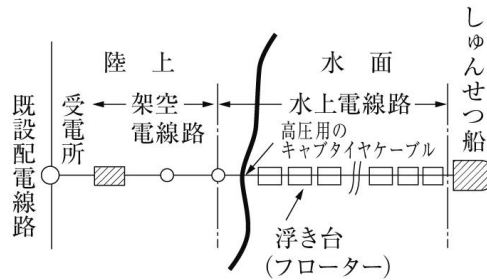 陸上
水面
しゅんせつ船
既設配電線路
受電所
架空
電線路
水上電線路
高圧用の
キャブタイヤケーブル
浮き台
(フローター)